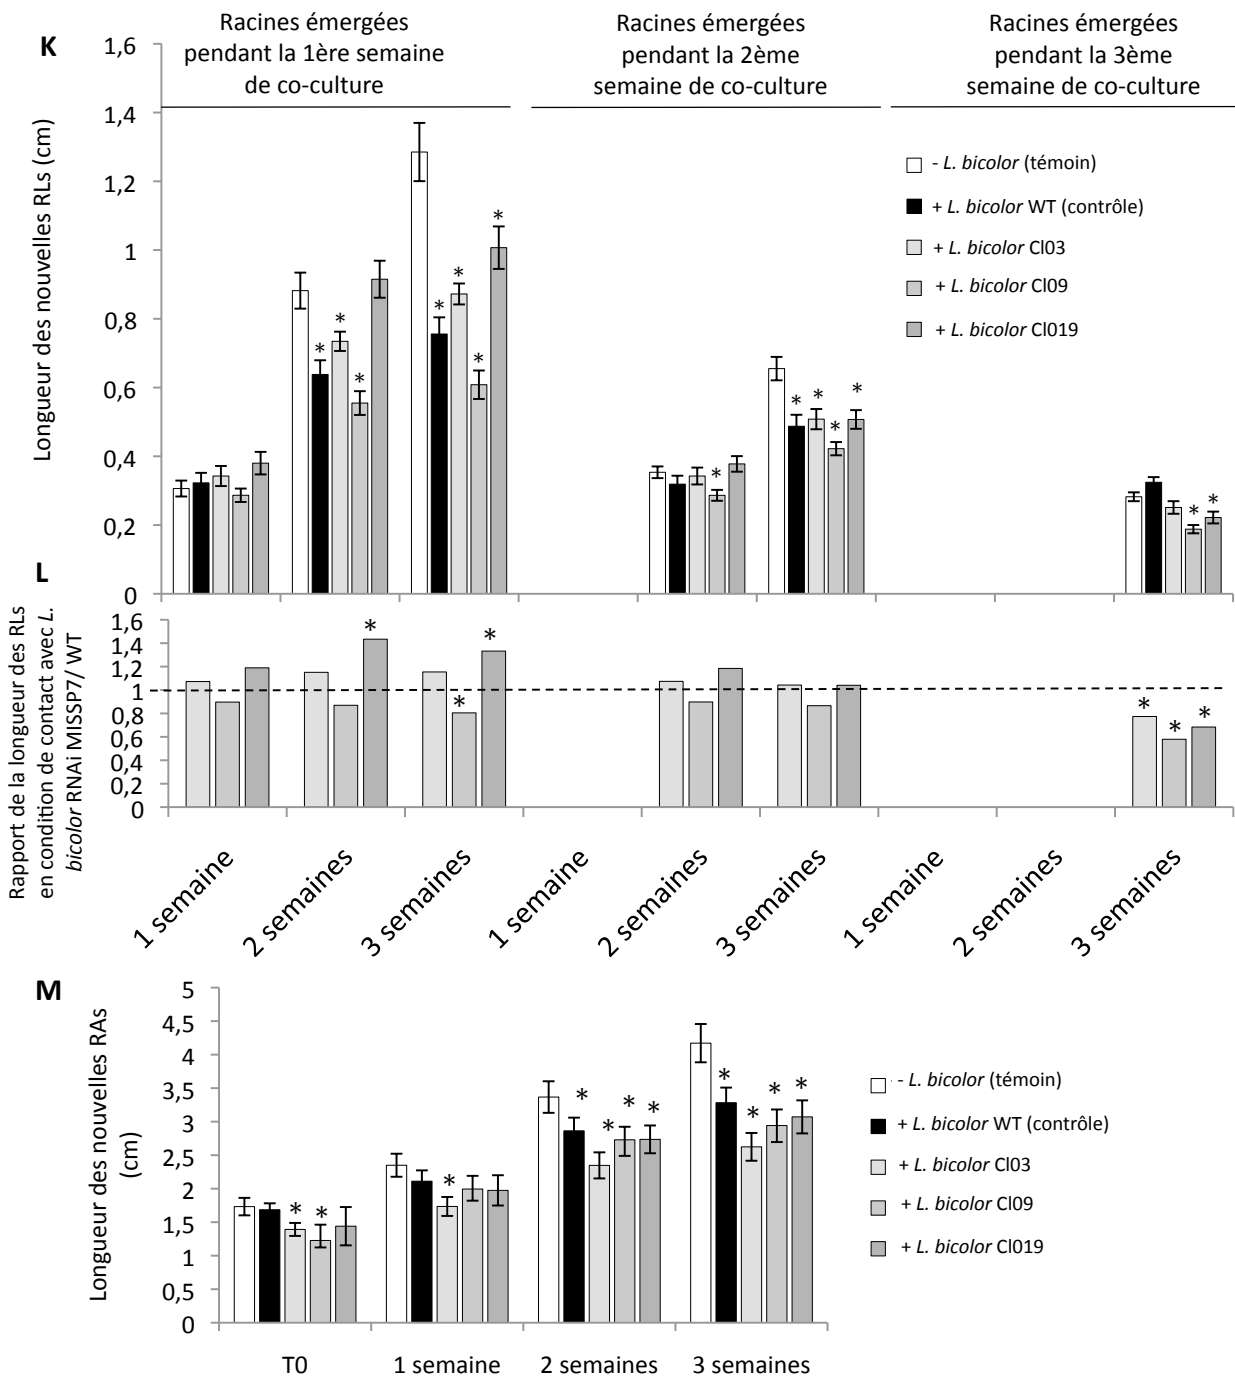 K
Racines émergées
pendant la 1ère semaine
de co-culture
Racines émergées
pendant la 2ème
semaine de co-culture
Racines émergées
pendant la 3ème
semaine de co-culture
Longueur des nouvelles RLs (cm)
1,6
1,4
1,2
1
0,8
0,6
0,4
0,2
0
- L. bicolor (témoin)
+ L. bicolor WT (contrôle)
+ L. bicolor Cl03
+ L. bicolor Cl09
+ L. bicolor Cl019
* * *
* * * *
*
* * * *
* *
L
Rapport de la longueur des RLs
en condition de contact avec L.
bicolor RNAi MISSP7/ WT
1,6
1,4
1,2
1
0,8
0,6
0,4
0,2
0
*
* *
* * *
1 semaine
2 semaines
3 semaines
1 semaine
2 semaines
3 semaines
1 semaine
2 semaines
3 semaines
M
Longueur des nouvelles RAs
(cm)
5
4,5
4
3,5
3
2,5
2
1,5
1
0,5
0
* *
*
* * * *
* * * *
T0
1 semaine
2 semaines
3 semaines
- L. bicolor (témoin)
+ L. bicolor WT (contrôle)
+ L. bicolor Cl03
+ L. bicolor Cl09
+ L. bicolor Cl019